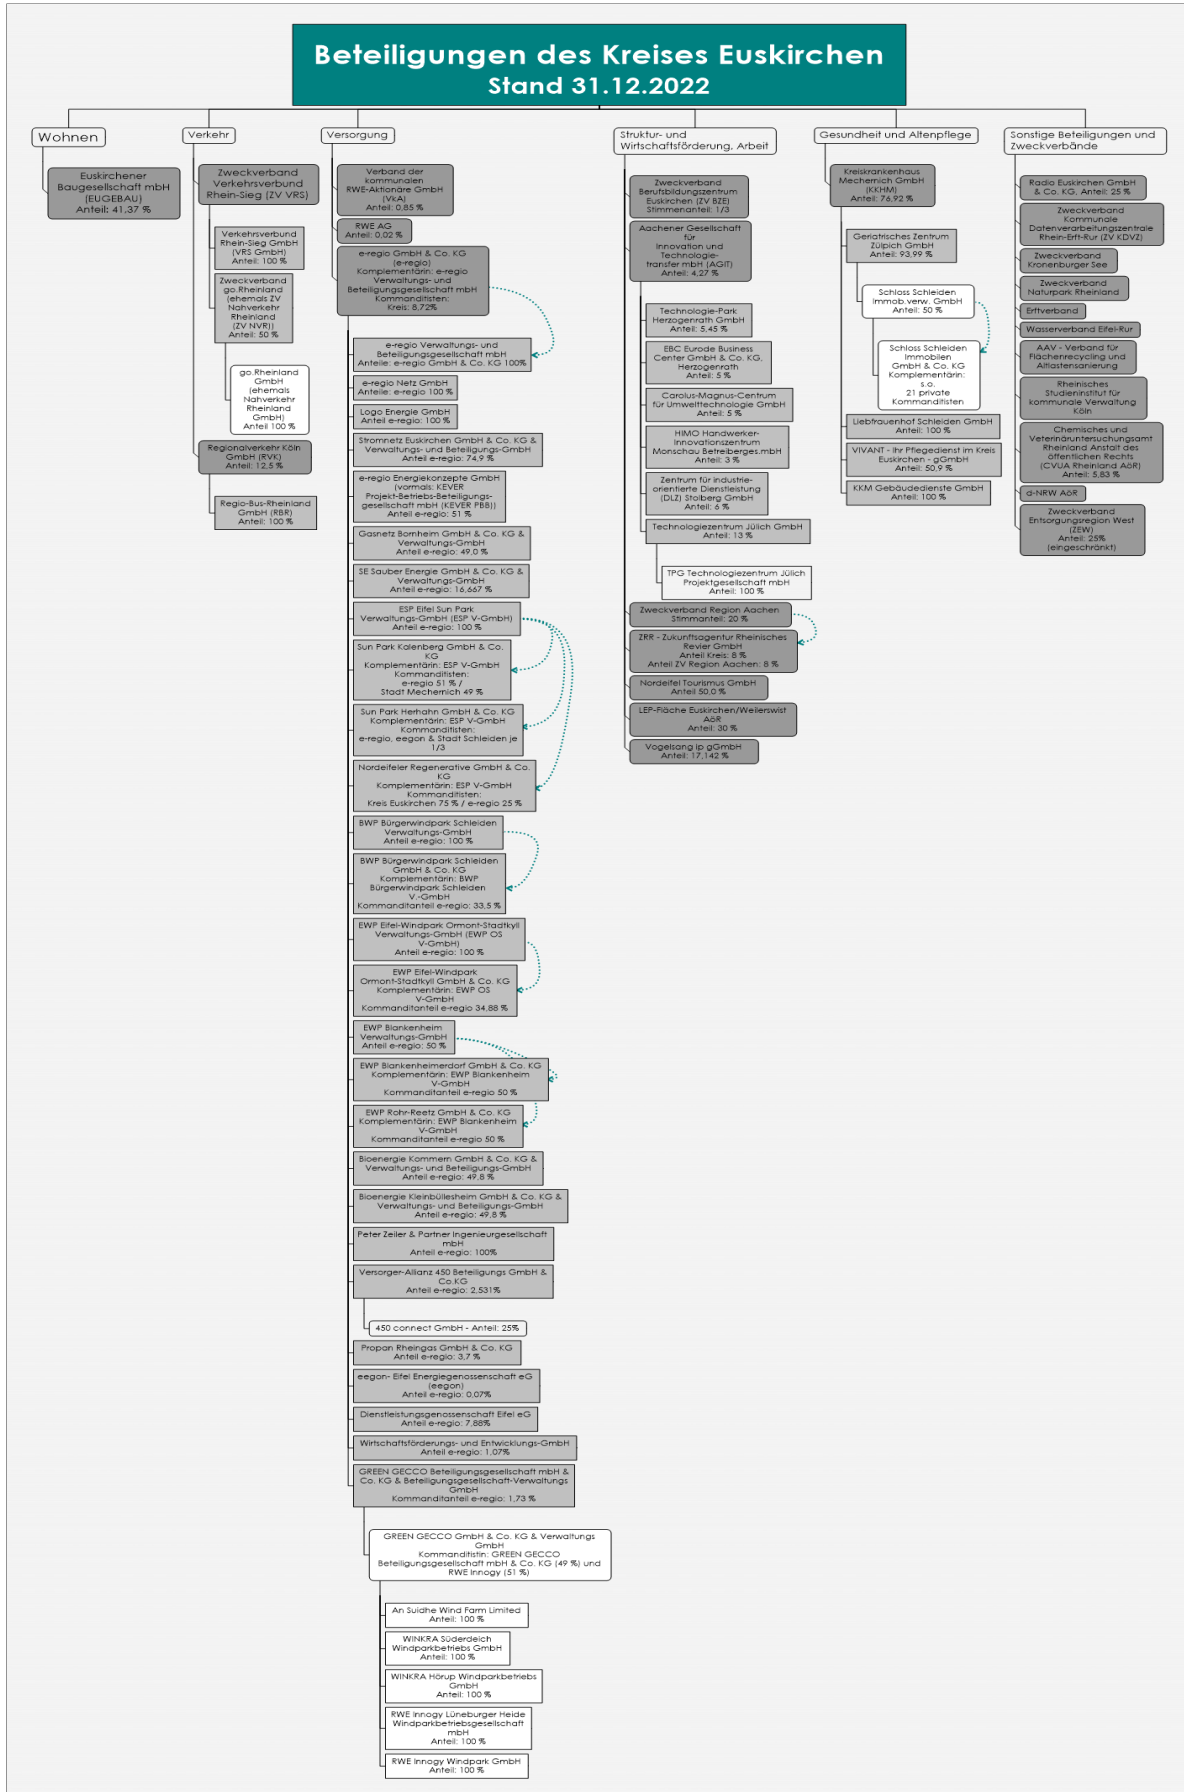 Beteiligungen des Kreises Euskirchen
Stand 31.12.2022
Wohnen
Euskirchener
Baugesellschaft mbH
(EUGEBAU)
Anteil: 41,37 %
Verkehr
Zweckverband
Verkehrsverbund
Rhein-Sieg (ZV VRS)
Verkehrsverbund
Rhein-Sieg GmbH
(VRS GmbH)
Anteil: 100 %
Zweckverband
go.Rheinland
(ehemals ZV
Nahverkehr
Rheinland
(ZV NVR))
Anteil: 50 %
go.Rheinland
GmbH
(ehemals
Nahverkehr
Rheinland
GmbH)
Anteil 100 %
Regionalverkehr Köln
GmbH (RVK)
Anteil: 12,5 %
Regio-Bus-Rheinland
GmbH (RBR)
Anteil: 100 %
Versorgung
Verband der
kommunalen
RWE-Aktionäre GmbH
(VkA)
Anteil: 0,85 %
RWE AG
Anteil: 0,02 %
e-regio GmbH & Co. KG
(e-regio)
Komplementärin: e-regio
Verwaltungs- und
Beteiligungsgesellschaft mbH
Kommanditisten:
Kreis: 8,72%
e-regio Verwaltungs- und
Beteiligungsgesellschaft mbH
Anteile: e-regio GmbH & Co. KG 100%
e-regio Netz GmbH
Anteile: e-regio 100 %
Logo Energie GmbH
Anteil e-regio: 100 %
Stromnetz Euskirchen GmbH & Co. KG &
Verwaltungs- und Beteiligungs-GmbH
Anteil e-regio: 74,9 %
e-regio Energiekonzepte GmbH
(vormals: KEVER
Projekt-Betriebs-Beteiligungs-
gesellschaft mbH (KEVER PBB))
Anteil e-regio: 51 %
Gasnetz Bornheim GmbH & Co. KG &
Verwaltungs-GmbH
Anteil e-regio: 49,0 %
SE Sauber Energie GmbH & Co. KG &
Verwaltungs-GmbH
Anteil e-regio: 16,667 %
ESP Eifel Sun Park
Verwaltungs-GmbH (ESP V-GmbH)
Anteil e-regio: 100 %
Sun Park Kalenberg GmbH & Co.
KG
Komplementärin: ESP V-GmbH
Kommanditisten:
e-regio 51 % /
Stadt Mechernich 49 %
Sun Park Herhahn GmbH & Co. KG
Komplementärin: ESP V-GmbH
Kommanditisten:
e-regio, eegon & Stadt Schleiden je
1/3
Nordeifeler Regenerative GmbH & Co.
KG
Komplementärin: ESP V-GmbH
Kommanditisten:
Kreis Euskirchen 75 % / e-regio 25 %
BWP Bürgerwindpark Schleiden
Verwaltungs-GmbH
Anteil e-regio: 100 %
BWP Bürgerwindpark Schleiden
GmbH & Co. KG
Komplementärin: BWP
Bürgerwindpark Schleiden
V.-GmbH
Kommanditanteil e-regio: 33,5 %
EWP Eifel-Windpark Ormont-Stadtkyll
Verwaltungs-GmbH (EWP OS
V-GmbH)
Anteil e-regio: 100 %
EWP Eifel-Windpark
Ormont-Stadtkyll GmbH & Co. KG
Komplementärin: EWP OS
V-GmbH
Kommanditanteil e-regio 34,88 %
EWP Blankenheim
Verwaltungs-GmbH
Anteil e-regio: 50 %
EWP Blankenheimerdorf GmbH & Co. KG
Komplementärin: EWP Blankenheim
V-GmbH
Kommanditanteil e-regio 50 %
EWP Rohr-Reetz GmbH & Co. KG
Komplementärin: EWP Blankenheim
V-GmbH
Kommanditanteil e-regio 50 %
Bioenergie Kommern GmbH & Co. KG &
Verwaltungs- und Beteiligungs-GmbH
Anteil e-regio: 49,8 %
Bioenergie Kleinbüllesheim GmbH & Co. KG &
Verwaltungs- und Beteiligungs-GmbH
Anteil e-regio: 49,8 %
Peter Zeiler & Partner Ingenieurgesellschaft
mbH
Anteil e-regio: 100%
Versorger-Allianz 450 Beteiligungs GmbH &
Co.KG
Anteil e-regio: 2,531%
450 connect GmbH - Anteil: 25%
Propan Rheingas GmbH & Co. KG
Anteil e-regio: 3,7 %
eegon- Eifel Energiegenossenschaft eG
(eegon)
Anteil e-regio: 0,07%
Dienstleistungsgenossenschaft Eifel eG
Anteil e-regio: 7,88%
Wirtschaftsförderungs- und Entwicklungs-GmbH
Anteil e-regio: 1,07%
GREEN GECCO Beteiligungsgesellschaft mbH &
Co. KG & Beteiligungsgesellschaft-Verwaltungs
GmbH
Kommanditanteil e-regio: 1,73 %
GREEN GECCO GmbH & Co. KG & Verwaltungs
GmbH
Kommanditistin: GREEN GECCO
Beteiligungsgesellschaft mbH & Co. KG (49 %) und
RWE Innogy (51 %)
An Suidhe Wind Farm Limited
Anteil: 100 %
WINKRA Süderdeich
Windparkbetriebs GmbH
Anteil: 100 %
WINKRA Hörup Windparkbetriebs
GmbH
Anteil: 100 %
RWE Innogy Lüneburger Heide
Windparkbetriebsgesellschaft
mbH
Anteil: 100 %
RWE Innogy Windpark GmbH
Anteil: 100 %
Struktur- und
Wirtschaftsförderung, Arbeit
Zweckverband
Berufsbildungszentrum
Euskirchen (ZV BZE)
Stimmenanteil: 1/3
Aachener Gesellschaft
für
Innovation und
Technologie-
transfer mbH (AGIT)
Anteil: 4,27 %
Technologie-Park
Herzogenrath GmbH
Anteil: 5,45 %
EBC Eurode Business
Center GmbH & Co. KG,
Herzogenrath
Anteil: 5 %
Carolus-Magnus-Centrum
für Umwelttechnologie GmbH
Anteil: 5 %
HIMO Handwerker-
Innovationszentrum
Monschau Betreiberges.mbH
Anteil: 3 %
Zentrum für industrie-
orientierte Dienstleistung
(DLZ) Stolberg GmbH
Anteil: 6 %
Technologiezentrum Jülich GmbH
Anteil: 13 %
TPG Technologiezentrum Jülich
Projektgesellschaft mbH
Anteil: 100 %
Zweckverband Region Aachen
Stimmanteil: 20 %
ZRR - Zukunftsagentur Rheinisches
Revier GmbH
Anteil Kreis: 8 %
Anteil ZV Region Aachen: 8 %
Nordeifel Tourismus GmbH
Anteil 50,0 %
LEP-Fläche Euskirchen/Weilerswist
AöR
Anteil: 30 %
Vogelsang ip gGmbH
Anteil: 17,142 %
Gesundheit und Altenpflege
Kreiskrankenhaus
Mechernich GmbH
(KKHM)
Anteil: 76,92 %
Geriatrisches Zentrum
Zülpich GmbH
Anteil: 93,99 %
Schloss Schleiden
Immob.verw. GmbH
Anteil: 50 %
Schloss Schleiden
Immobilen
GmbH & Co. KG
Komplementärin:
s.o.
21 private
Kommanditisten
Liebfrauenhof Schleiden GmbH
Anteil: 100 %
VIVANT - Ihr Pflegedienst im Kreis
Euskirchen - gGmbH
Anteil: 50,9 %
KKM Gebäudedienste GmbH
Anteil: 100 %
Sonstige Beteiligungen und
Zweckverbände
Radio Euskirchen GmbH
& Co. KG, Anteil: 25 %
Zweckverband
Kommunale
Datenverarbeitungszentrale
Rhein-Erft-Rur (ZV KDVZ)
Zweckverband
Kronenburger See
Zweckverband
Naturpark Rheinland
Erftverband
Wasserverband Eifel-Rur
AAV - Verband für
Flächenrecycling und
Altlastensanierung
Rheinisches
Studieninstitut für
kommunale Verwaltung
Köln
Chemisches und
Veterinäruntersuchungsamt
Rheinland Anstalt des
öffentlichen Rechts
(CVUA Rheinland AöR)
Anteil: 5,83 %
d-NRW AöR
Zweckverband
Entsorgungsregion West
(ZEW)
Anteil: 25%
(eingeschränkt)